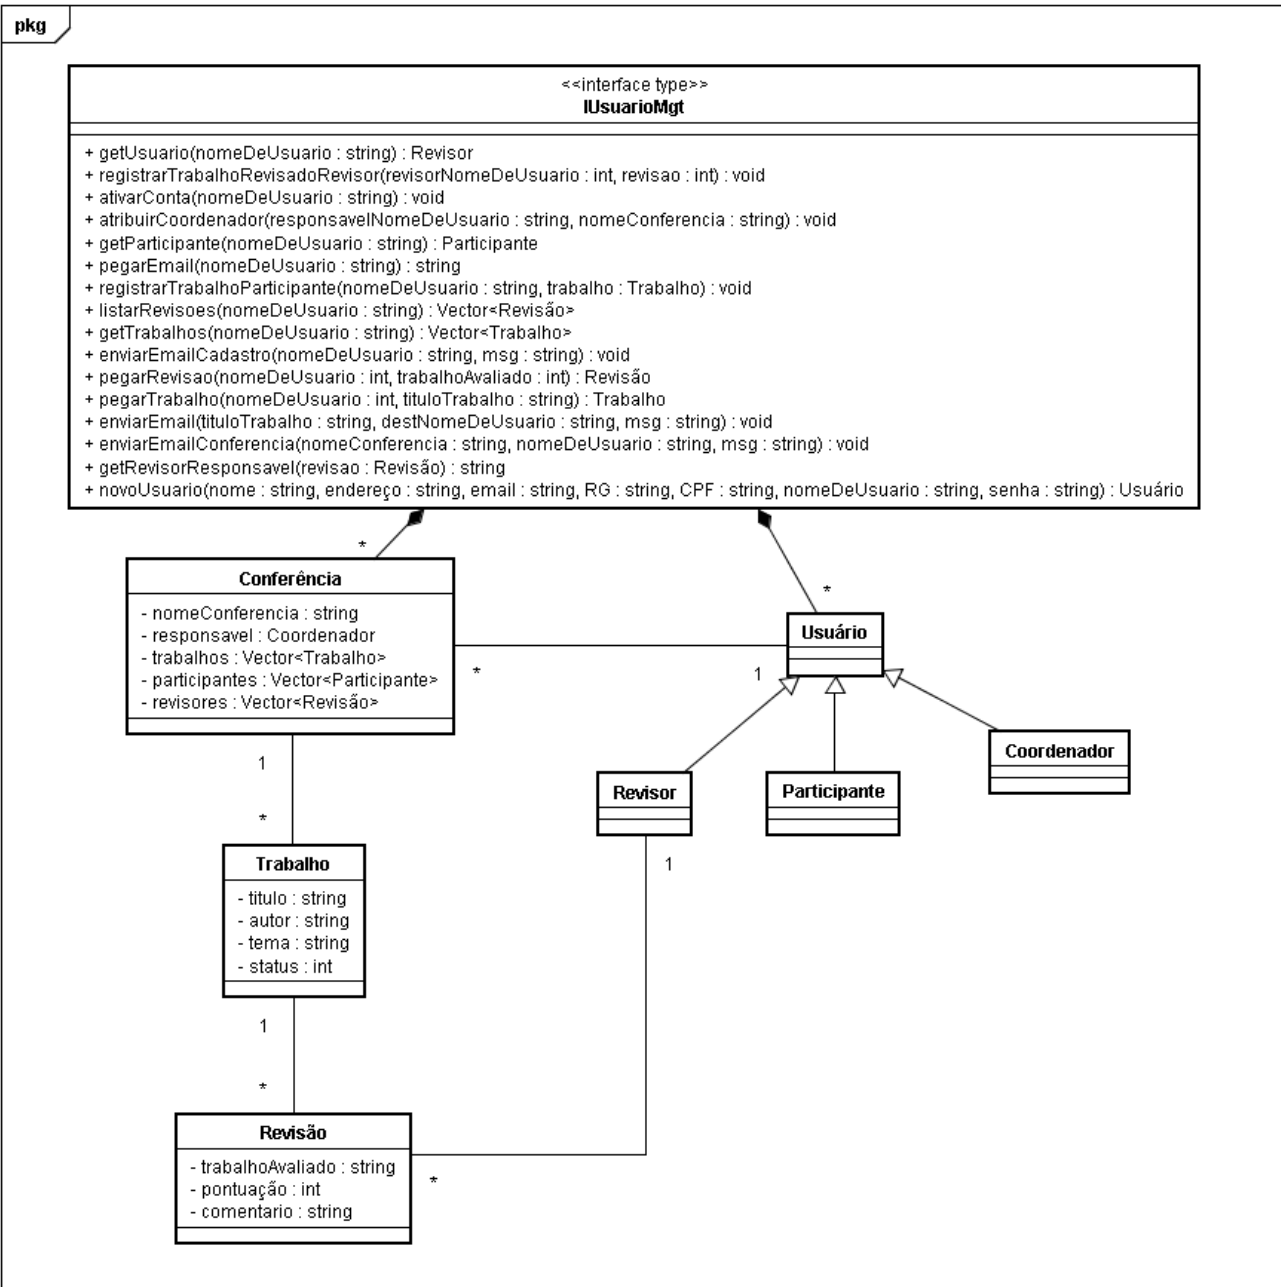 pkg
<<interface type>>
IUsuarioMgt
+ getUsuario(nomeDeUsuario : string) : Revisor
+ registrarTrabalhoRevisadoRevisor(revisorNomeDeUsuario : int, revisao : int) : void
+ ativarConta(nomeDeUsuario : string) : void
+ atribuirCoordenador(responsavelNomeDeUsuario : string, nomeConferencia : string) : void
+ getParticipante(nomeDeUsuario : string) : Participante
+ pegarEmail(nomeDeUsuario : string) : string
+ registrarTrabalhoParticipante(nomeDeUsuario : string, trabalho : Trabalho) : void
+ listarRevisoes(nomeDeUsuario : string) : Vector<Revisão>
+ getTrabalhos(nomeDeUsuario : string) : Vector<Trabalho>
+ enviarEmailCadastro(nomeDeUsuario : string, msg : string) : void
+ pegarRevisao(nomeDeUsuario : int, trabalhoAvaliado : int) : Revisão
+ pegarTrabalho(nomeDeUsuario : int, tituloTrabalho : string) : Trabalho
+ enviarEmail(tituloTrabalho : string, destNomeDeUsuario : string, msg : string) : void
+ enviarEmailConferencia(nomeConferencia : string, nomeDeUsuario : string, msg : string) : void
+ getRevisorResponsavel(revisao : Revisão) : string
+ novoUsuario(nome : string, endereço : string, email : string, RG : string, CPF : string, nomeDeUsuario : string, senha : string) : Usuário
*
*
Conferência
- nomeConferencia : string
- responsavel : Coordenador
- trabalhos : Vector<Trabalho>
- participantes : Vector<Participante>
- revisores : Vector<Revisão>
Usuário
*
1
Coordenador
1
*
Revisor
Participante
1
Trabalho
- titulo : string
- autor : string
- tema : string
- status : int
1
*
Revisão
- trabalhoAvaliado : string
- pontuação : int
- comentario : string
*